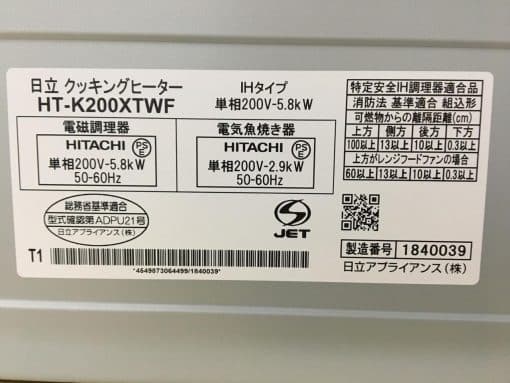 日立 クッキングヒーター
HT-K200XTWF
IHタイプ
単相200V-5.8kW
電磁調理器
HITACHI
PSE
単相200V-5.8kW
50-60Hz
電気魚焼き器
HITACHI
PSE
単相200V-2.9kW
50-60Hz
総務省基準適合
型式確認第ADPU21号
日立アプライアンス(株)
S
JET
T1
*4549873064499/1840039*
特定安全IH調理器適合品
消防法 基準適合 組込形
可燃物からの離隔距離(cm)
上方 側方 後方 下方
100以上 13以上 10以上 0.3以上
上方がレンジフードファンの場合
60以上 13以上 10以上 0.3以上
製造番号 1840039
日立アプライアンス(株)